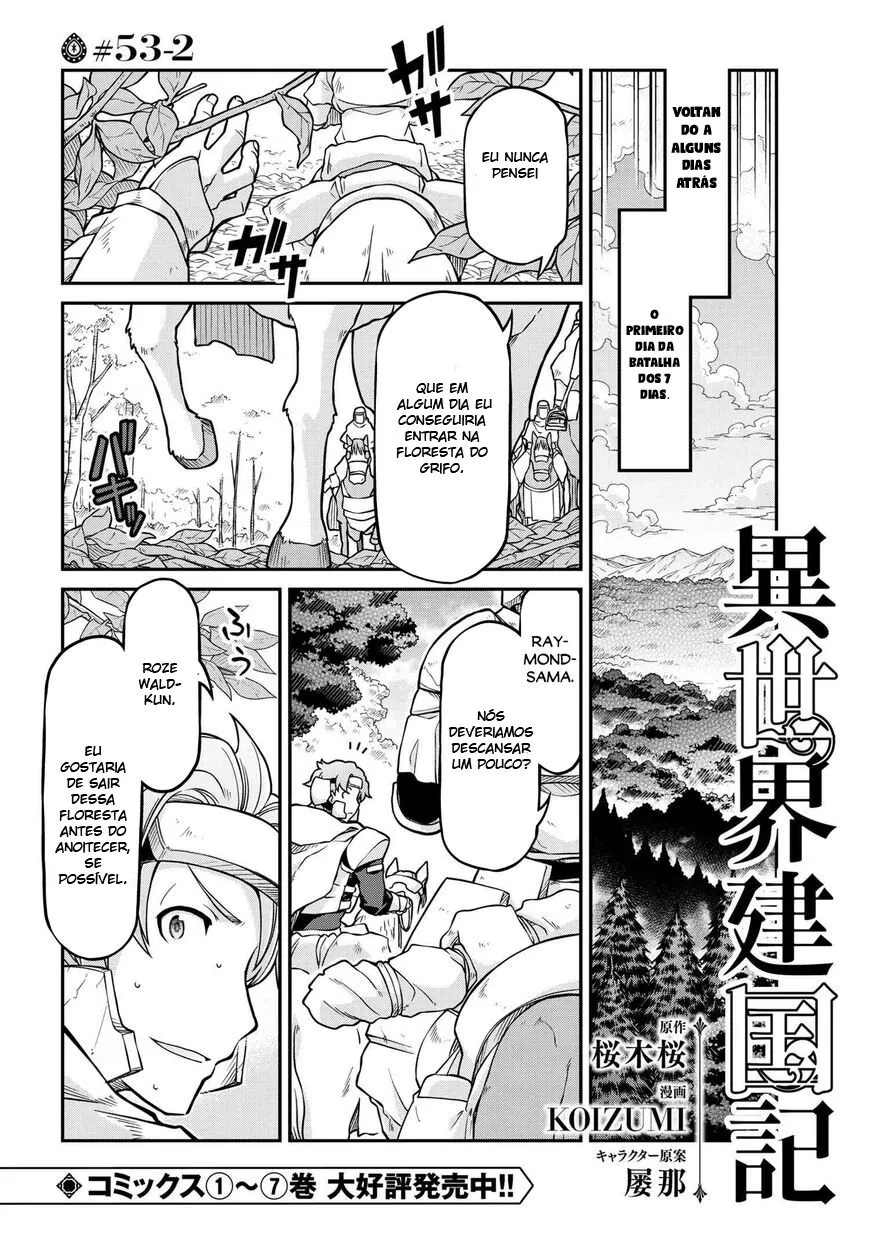 #53-2
VOLTAN
DO A
ALGUNS
DIAS
ATRÁS
O
PRIMEIRO
DIA DA
BATALHA
DOS 7
DIAS.
異世界建国記
原作
桜木桜
漫画
KOIZUMI
キャラクター原案
屡那
ガサ
EU NUNCA
PENSEI
ガサ
QUE EM
ALGUM DIA EU
CONSEGUIRIA
ENTRAR NA
FLORESTA DO
GRIFO.
バキッ
RAY-
MOND-
SAMA.
NÓS
DEVERIAMOS
DESCANSAR
UM POUCO?
ふぅ
ROZE
WALD-
KUN.
EU
GOSTARIA
DE SAIR
DESSA
FLORESTA
ANTES DO
ANOITECER,
SE
POSSÍVEL.
コミックス①~⑦巻 大好評発売中!!